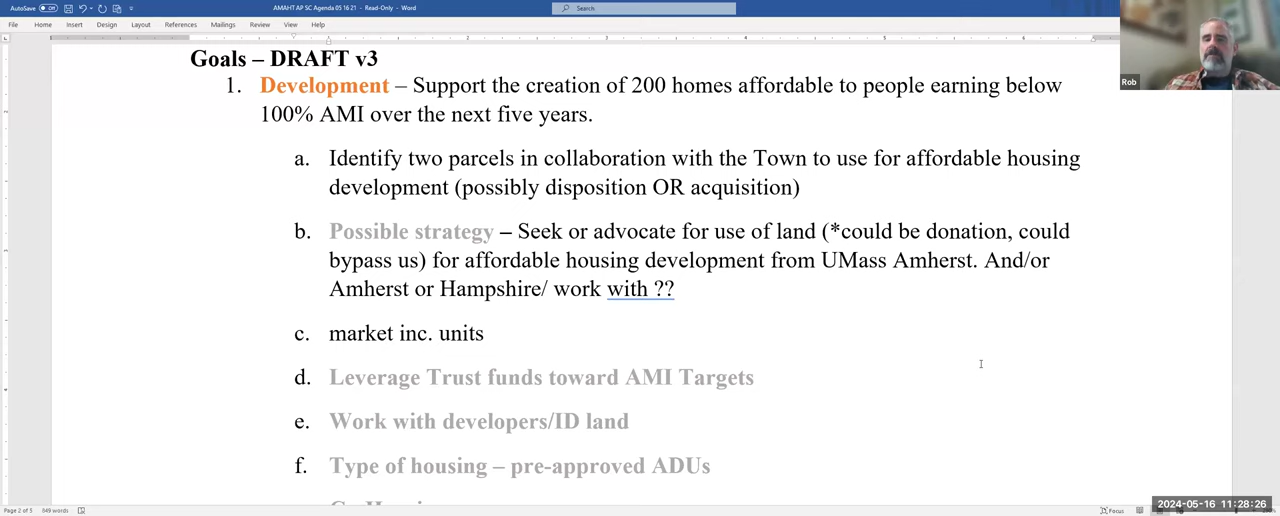 AutoSave Off AMAHT AP SC Agenda 05 16 21 - Read-Only - Word Search
File Home Insert Design Layout References Mailings Review View Help
Goals – DRAFT v3
1. Development – Support the creation of 200 homes affordable to people earning below
100% AMI over the next five years.
a. Identify two parcels in collaboration with the Town to use for affordable housing
development (possibly disposition OR acquisition)
b. Possible strategy – Seek or advocate for use of land (*could be donation, could
bypass us) for affordable housing development from UMass Amherst. And/or
Amherst or Hampshire/ work with ??
c. market inc. units
d. Leverage Trust funds toward AMI Targets
e. Work with developers/ID land
f. Type of housing – pre-approved ADUs
Rob
Page 2 of 5 849 words Focus
2024-05-16 11:28:26